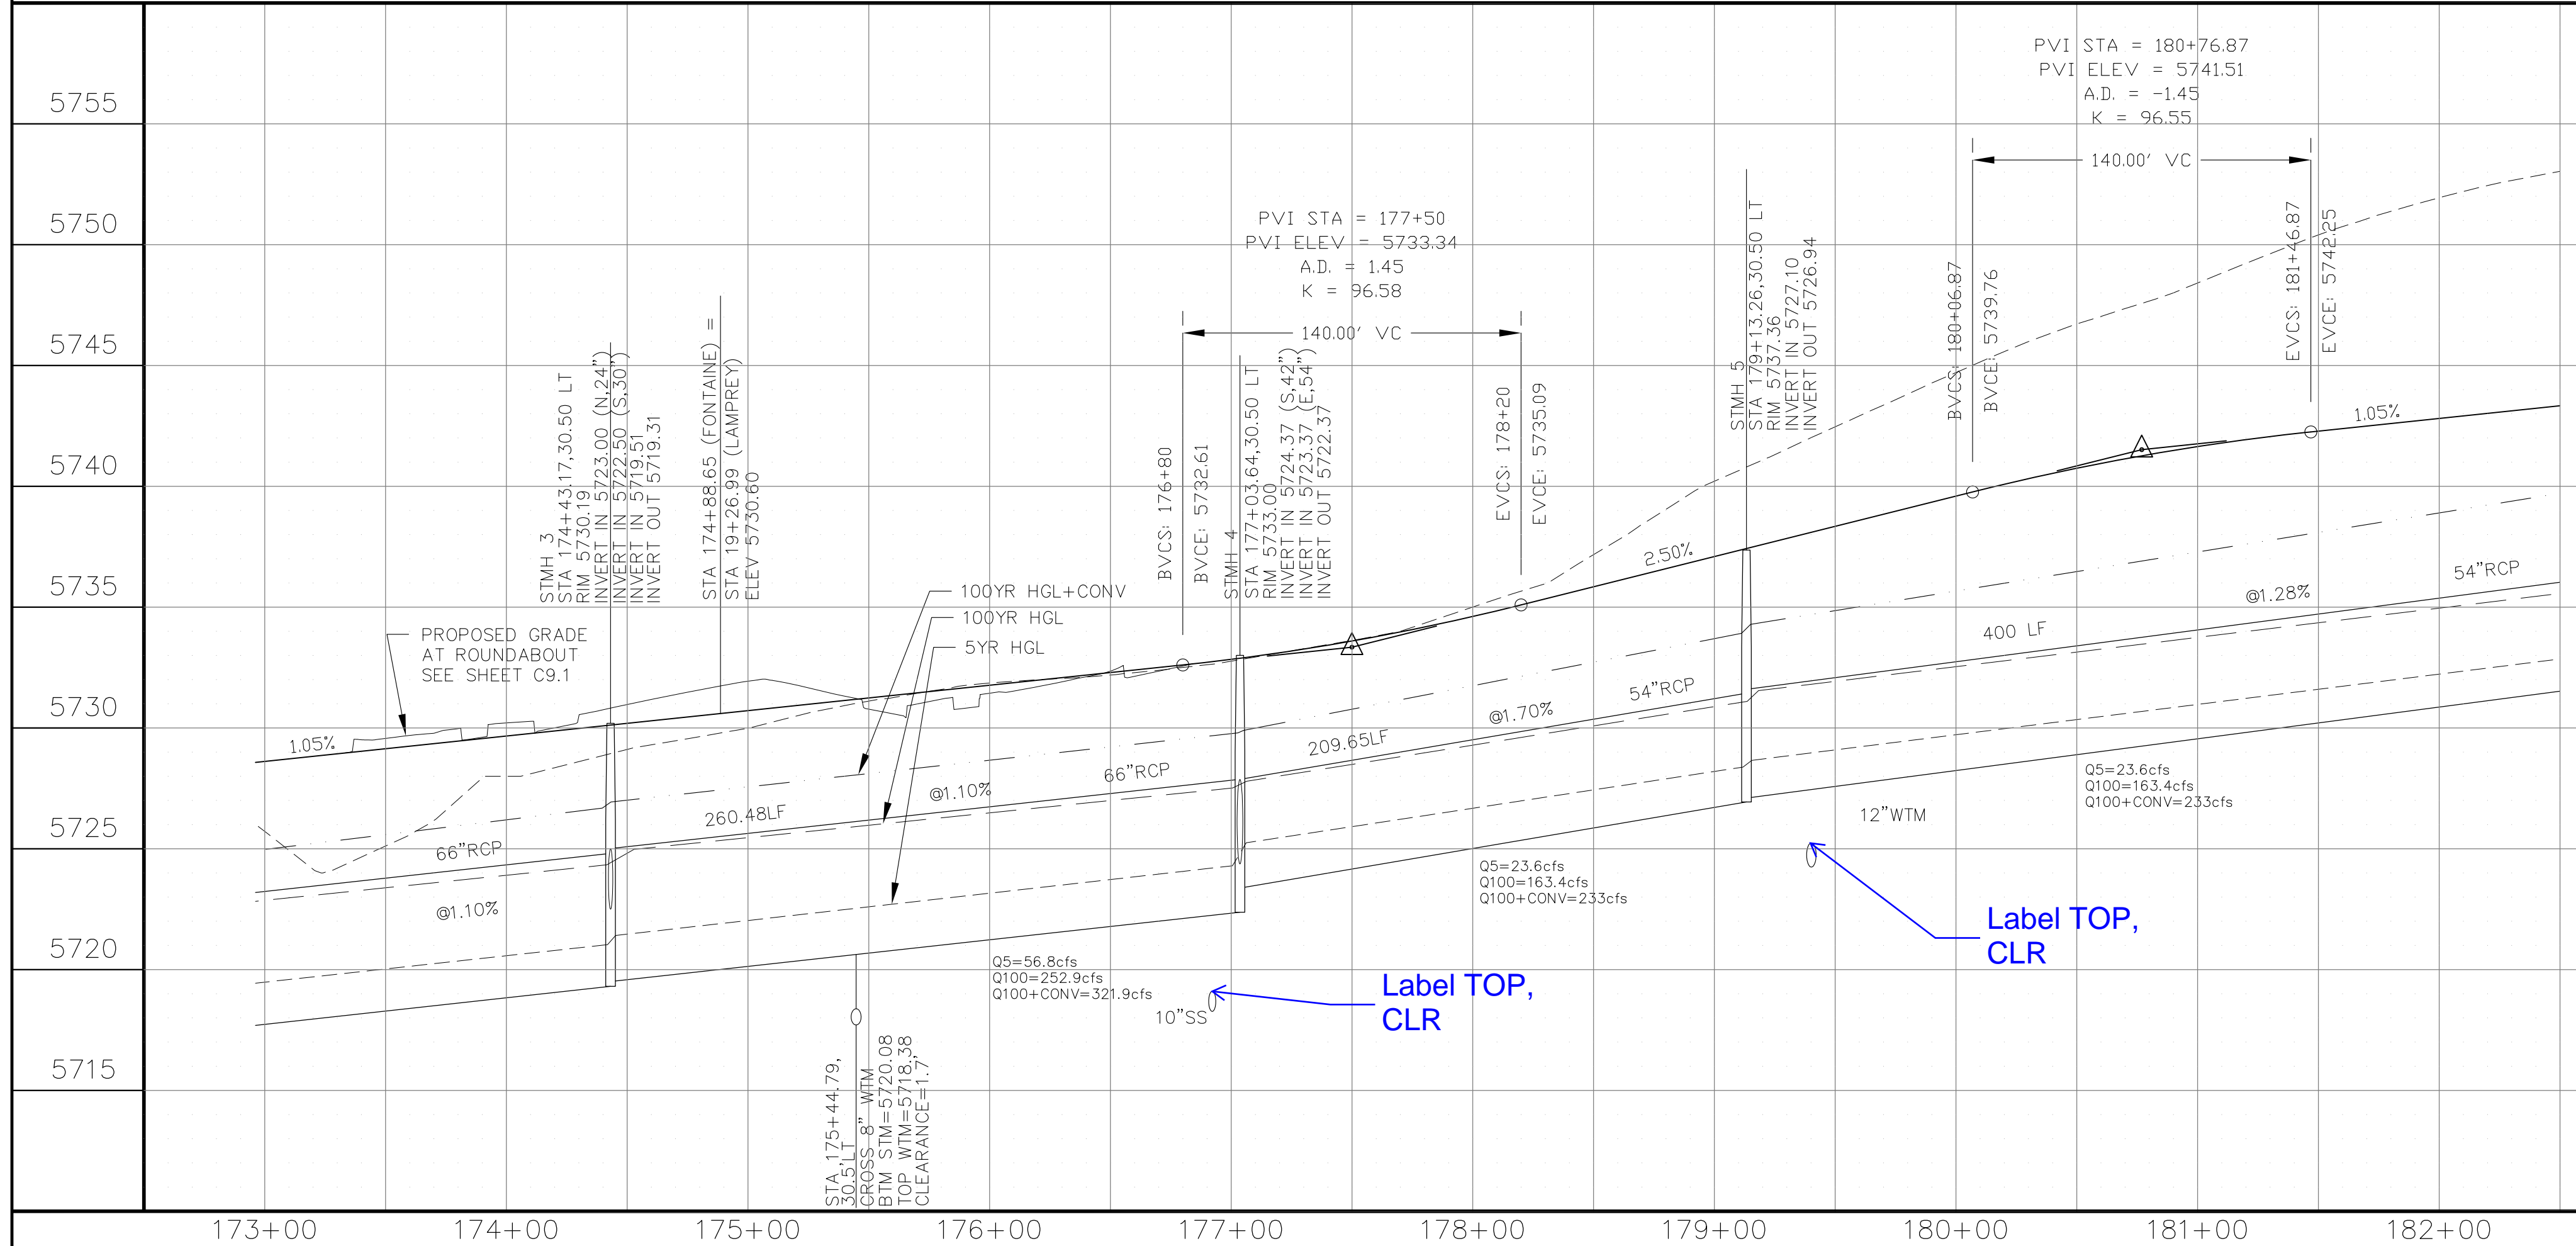 5755
5750
5745
5740
5735
5730
5725
5720
5715
PVI STA = 180+76.87
PVI ELEV = 5741.51
A.D. = -1.45
K = 96.55
140.00' VC
BVCS: 180+06.87
BVCE: 5739.76
EVCS: 181+46.87
EVCE: 5742.25
PVI STA = 177+50
PVI ELEV = 5733.34
A.D. = 1.45
K = 96.58
140.00' VC
BVCS: 176+80
BVCE: 5732.61
EVCS: 178+20
EVCE: 5735.09
STMH 3
STA 174+43.17,30.50 LT
RIM 5730.19
INVERT IN 5723.00 (N,24")
INVERT IN 5722.50 (S,30")
INVERT IN 5719.51
INVERT OUT 5719.31
STA 174+88.65 (FONTAINE) =
STA 19+26.99 (LAMPREY)
ELEV 5730.60
STMH 4
STA 177+03.64,30.50 LT
RIM 5733.00
INVERT IN 5724.37 (S,42")
INVERT IN 5723.37 (E,54")
INVERT OUT 5722.37
STMH 5
STA 179+13.26,30.50 LT
RIM 5737.36
INVERT IN 5727.10
INVERT OUT 5726.94
100YR HGL+CONV
100YR HGL
5YR HGL
PROPOSED GRADE
AT ROUNDABOUT
SEE SHEET C9.1
1.05%
2.50%
1.05%
66"RCP
@1.10%
260.48LF
@1.10%
66"RCP
209.65LF
@1.70%
54"RCP
400 LF
@1.28%
54"RCP
Q5=56.8cfs
Q100=252.9cfs
Q100+CONV=321.9cfs
Q5=23.6cfs
Q100=163.4cfs
Q100+CONV=233cfs
Q5=23.6cfs
Q100=163.4cfs
Q100+CONV=233cfs
12"WTM
10"SS
Label TOP,
CLR
Label TOP,
CLR
STA 175+44.79,
30.5'LT
CROSS 8" WTM
BTM STM=5720.08
TOP WTM=5718.38
CLEARANCE=1.7'
173+00
174+00
175+00
176+00
177+00
178+00
179+00
180+00
181+00
182+00